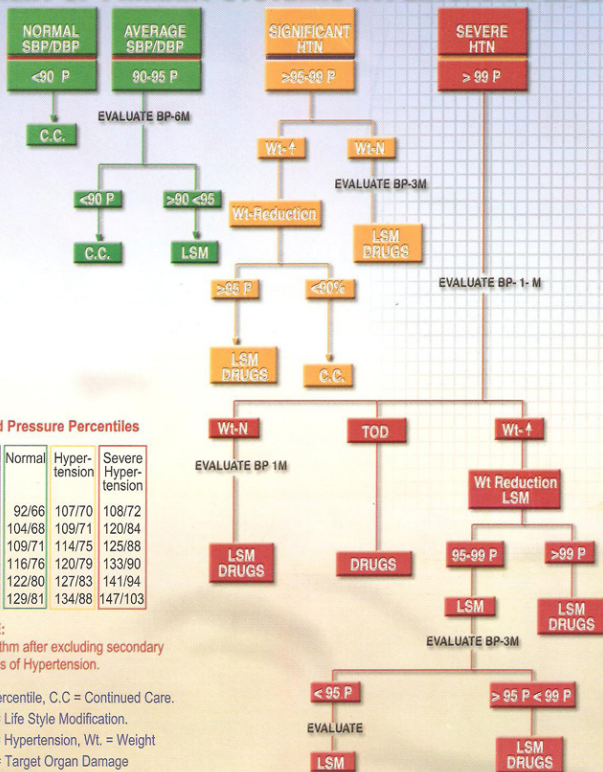 NORMAL
SBP/DBP
<90 P
C.C.
AVERAGE
SBP/DBP
90-95 P
EVALUATE BP-6M
<90 P
>90 <95
C.C.
LSM
SIGNIFICANT
HTN
>95-99 P
Wt-↑
Wt-N
EVALUATE BP-3M
Wt-Reduction
LSM
DRUGS
>95 P
<90%
LSM
DRUGS
C.C.
SEVERE
HTN
> 99 P
EVALUATE BP- 1- M
Wt-N
TOD
Wt-↑
EVALUATE BP 1M
Wt Reduction
LSM
LSM
DRUGS
DRUGS
95-99 P
>99 P
LSM
LSM
DRUGS
EVALUATE BP-3M
< 95 P
> 95 P < 99 P
EVALUATE
LSM
LSM
DRUGS
Pressure Percentiles
Normal Hyper- Severe
tension Hyper-
tension
92/66 107/70 108/72
104/68 109/71 120/84
109/71 114/75 125/88
116/76 120/79 133/90
122/80 127/83 141/94
129/81 134/88 147/103
after excluding secondary
of Hypertension.
C.C = Continued Care.
= Life Style Modification.
= Hypertension, Wt. = Weight
= Target Organ Damage